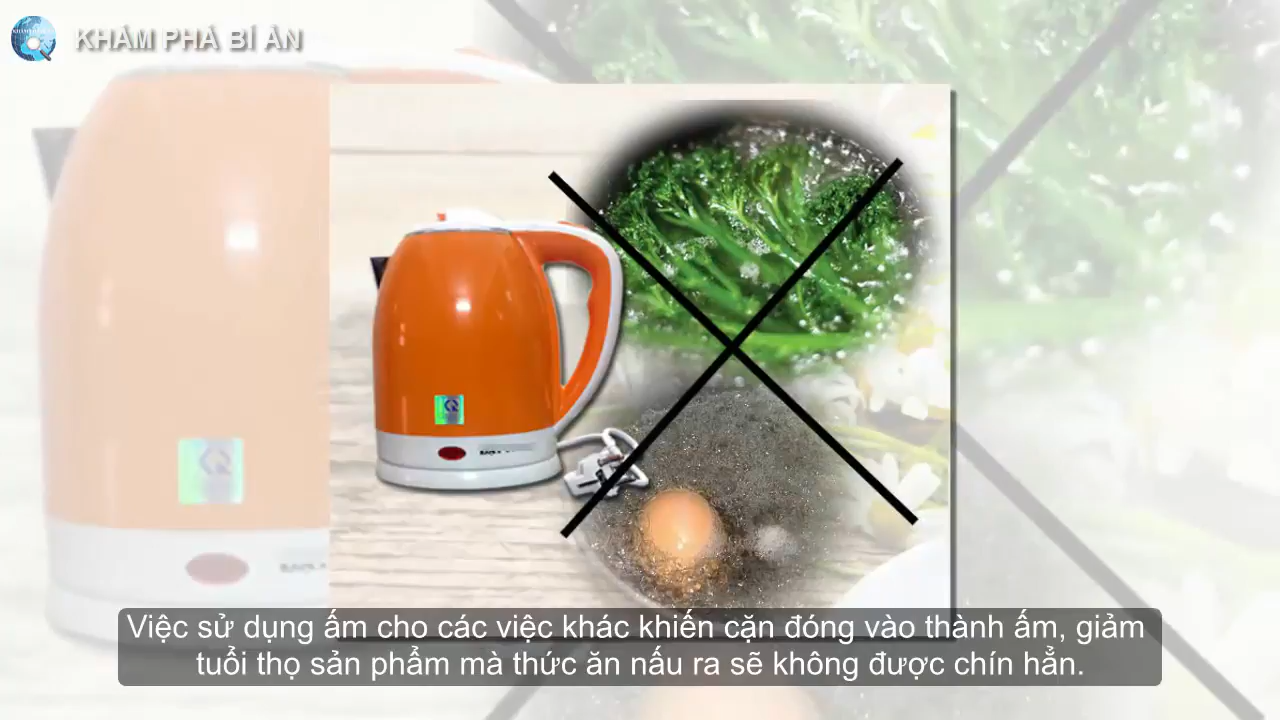 KHÁM PHÁ BÍ ẨN
Việc sử dụng ấm cho các việc khác khiến cặn đóng vào thành ấm, giảm
tuổi thọ sản phẩm mà thức ăn nấu ra sẽ không được chín hẳn.